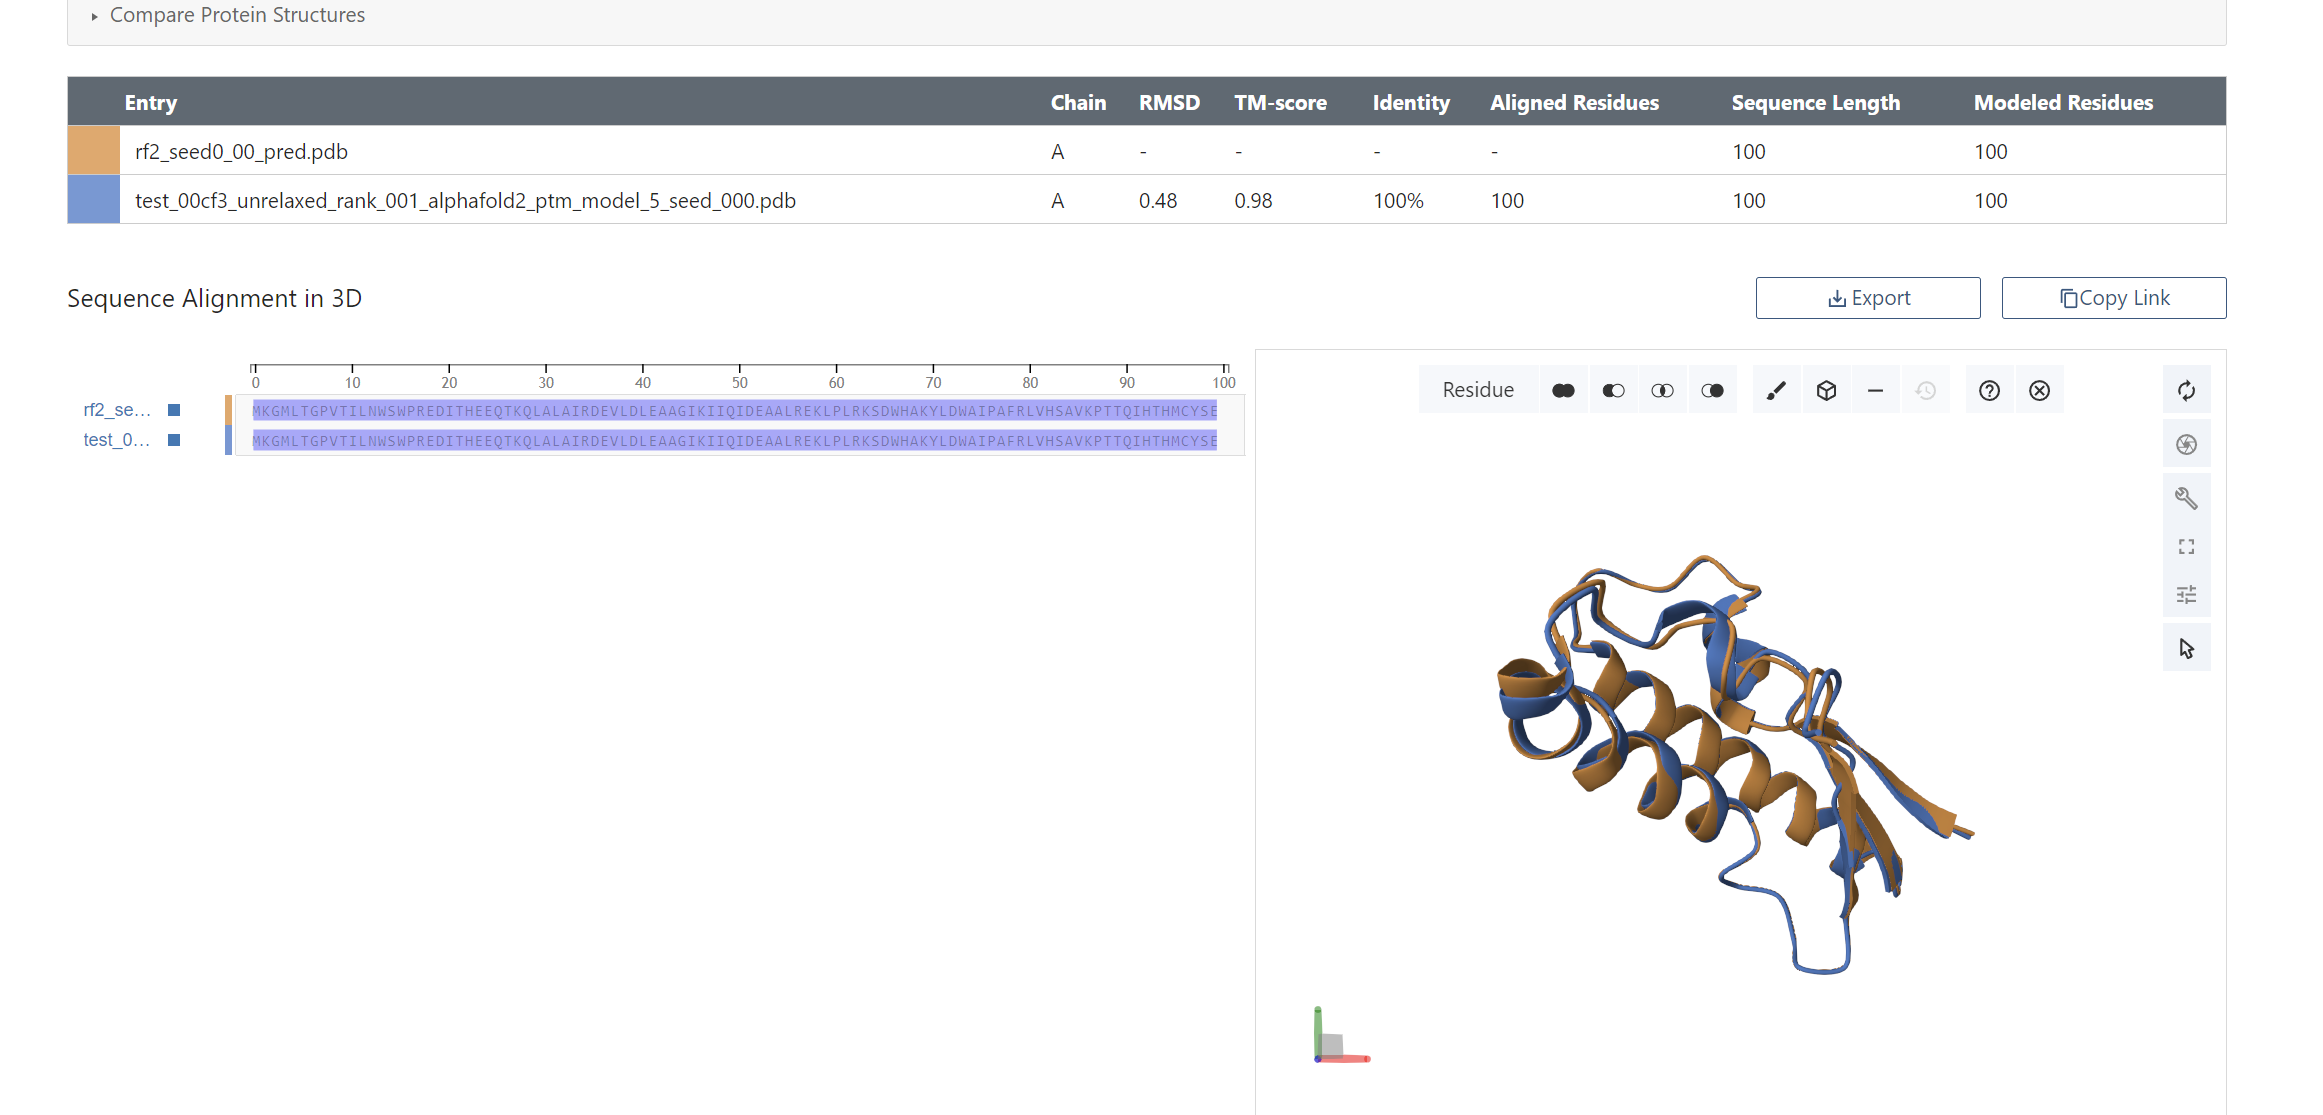 Compare Protein Structures
Entry Chain RMSD TM-score Identity Aligned Residues Sequence Length Modeled Residues
rf2_seed0_00_pred.pdb A - - - - 100 100
test_00cf3_unrelaxed_rank_001_alphafold2_ptm_model_5_seed_000.pdb A 0.48 0.98 100% 100 100 100
Sequence Alignment in 3D
Export
Copy Link
0 10 20 30 40 50 60 70 80 90 100
rf2_se... MKGMLTGPVTILNWSWPREDITHEEQTKQLALAIRDEVLDLEAAGIKIIQIDEAALREKLPLRKSDWHAKYLDWAIPAFRLVHSAVKPTTQIHTHMCYSE
test_0... MKGMLTGPVTILNWSWPREDITHEEQTKQLALAIRDEVLDLEAAGIKIIQIDEAALREKLPLRKSDWHAKYLDWAIPAFRLVHSAVKPTTQIHTHMCYSE
Residue